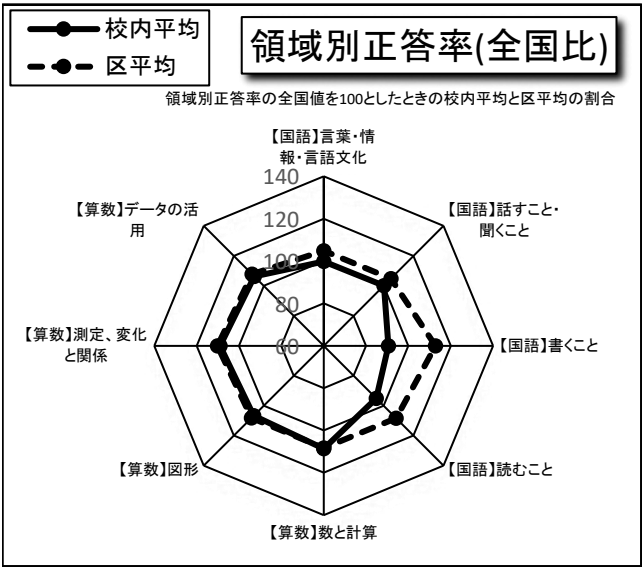 校内平均
区平均
領域別正答率(全国比)
領域別正答率の全国値を100としたときの校内平均と区平均の割合
【国語】言葉・情
報・言語文化
【国語】話すこと・
聞くこと
【国語】書くこと
【国語】読むこと
【算数】数と計算
【算数】図形
【算数】測定、変化
と関係
【算数】データの活
用
140
120
100
80
60